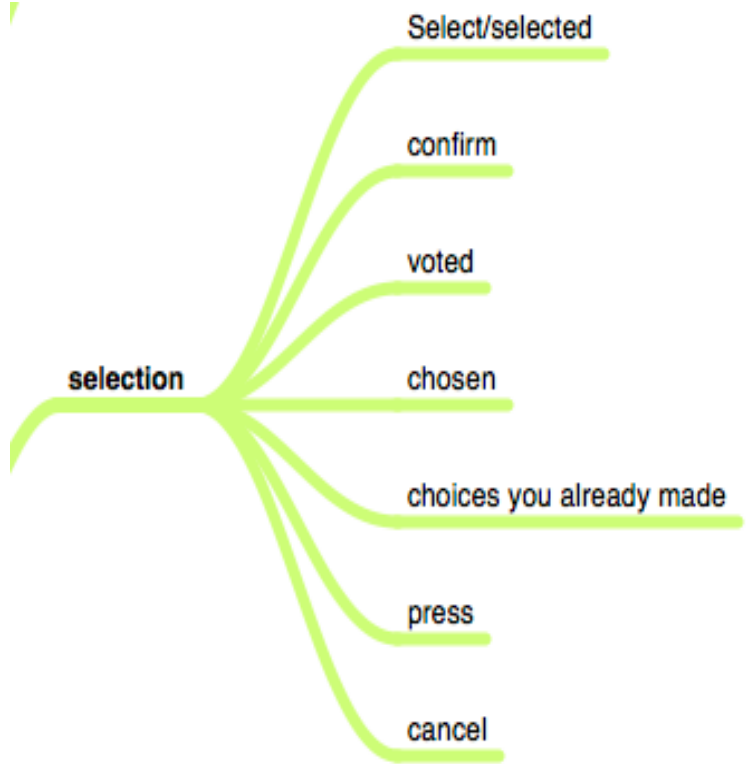 Select/selected
confirm
voted
selection
chosen
choices you already made
press
cancel